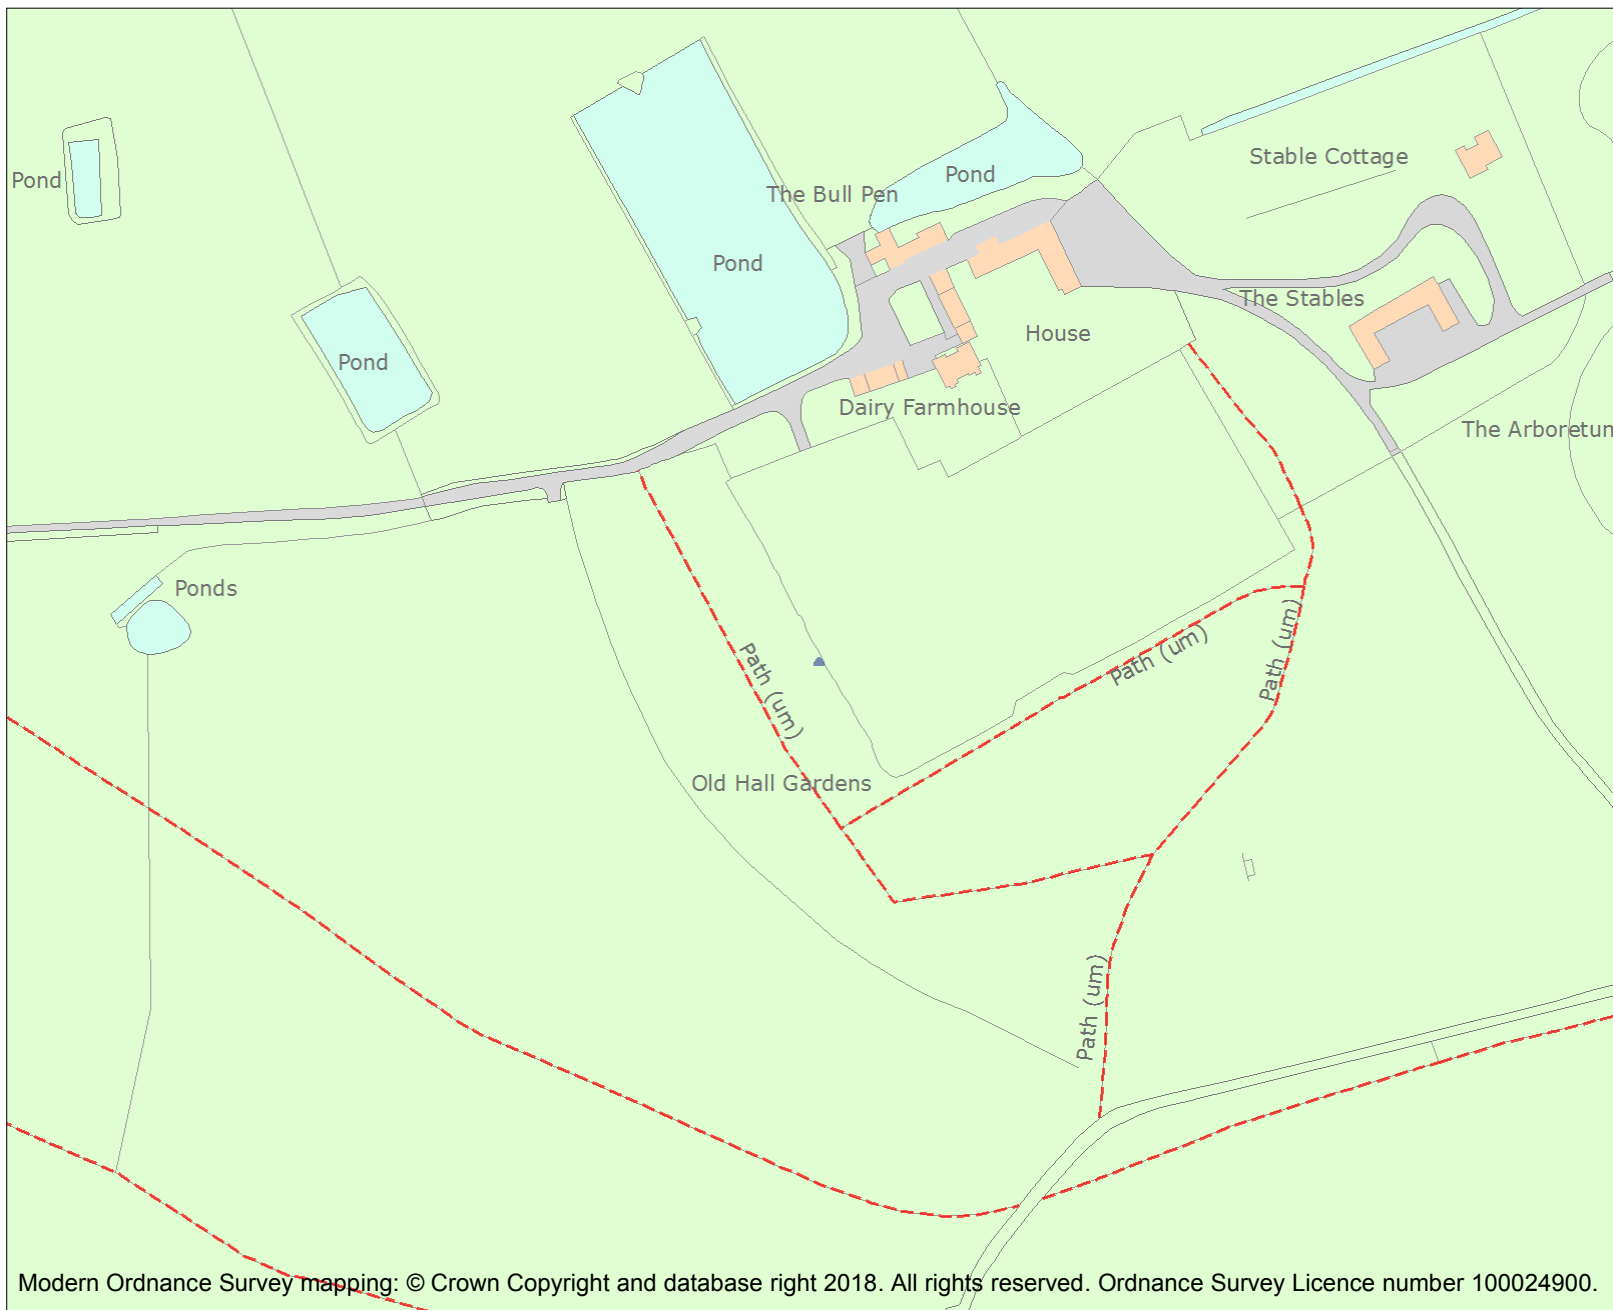 Stable Cottage
Pond
Pond
The Bull Pen
Pond
The Stables
House
Pond
Dairy Farmhouse
The Arboretun
Ponds
Path (um)
Path (um)
Path (um)
Old Hall Gardens
Path (um)
Modern Ordnance Survey mapping: © Crown Copyright and database right 2018. All rights reserved. Ordnance Survey Licence number 100024900.